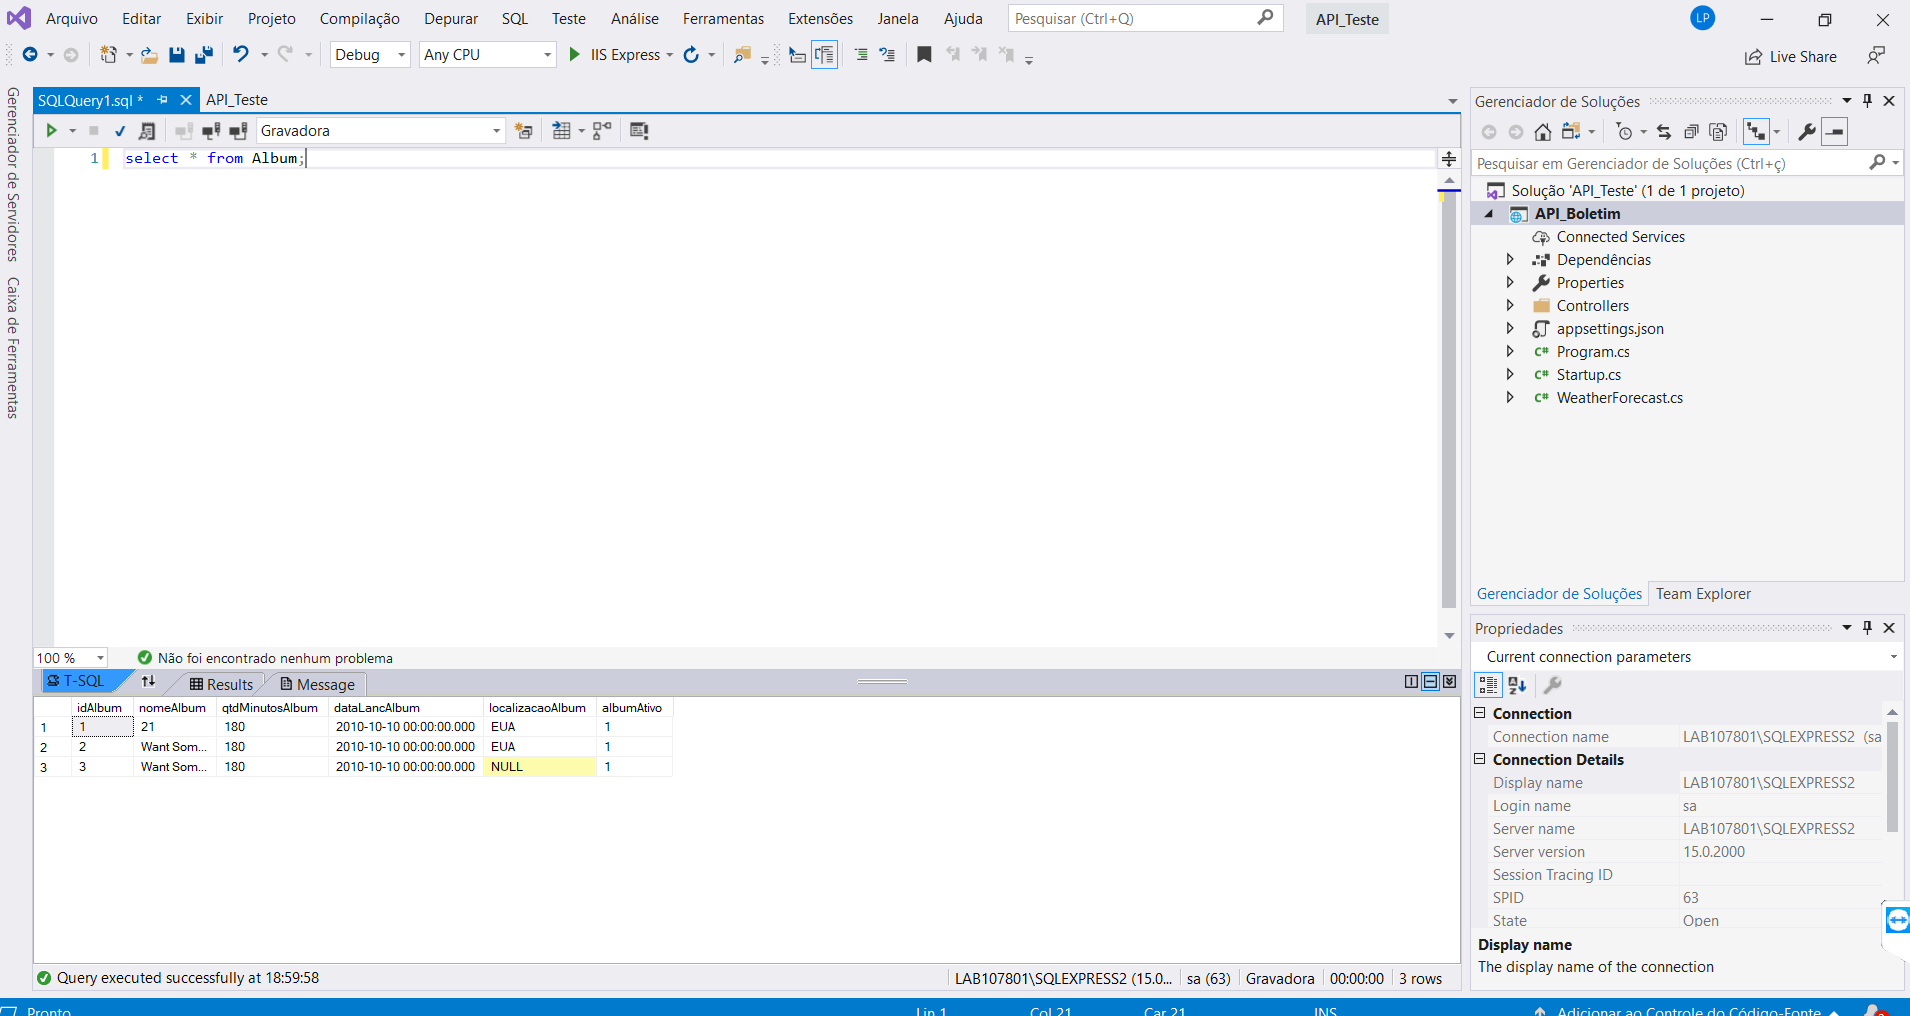 Arquivo Editar Exibir Projeto Compilação Depurar SQL Teste Análise Ferramentas Extensões Janela Ajuda Pesquisar (Ctrl+Q) API_Teste LP
Debug Any CPU IIS Express Live Share
Gerenciador de Servidores
Caixa de Ferramentas
SQLQuery1.sql * API_Teste
Gravadora
1 select * from Album;
100 % Não foi encontrado nenhum problema
T-SQL Results Message
idAlbum nomeAlbum qtdMinutosAlbum dataLancAlbum localizacaoAlbum albumAtivo
1 1 21 180 2010-10-10 00:00:00.000 EUA 1
2 2 Want Som... 180 2010-10-10 00:00:00.000 EUA 1
3 3 Want Som... 180 2010-10-10 00:00:00.000 NULL 1
Query executed successfully at 18:59:58 LAB107801\SQLEXPRESS2 (15.0... sa (63) Gravadora 00:00:00 3 rows
Gerenciador de Soluções
Pesquisar em Gerenciador de Soluções (Ctrl+ç)
Solução 'API_Teste' (1 de 1 projeto)
API_Boletim
Connected Services
Dependências
Properties
Controllers
appsettings.json
C# Program.cs
C# Startup.cs
C# WeatherForecast.cs
Gerenciador de Soluções Team Explorer
Propriedades
Current connection parameters
Connection
Connection name LAB107801\SQLEXPRESS2 (sa
Connection Details
Display name LAB107801\SQLEXPRESS2
Login name sa
Server name LAB107801\SQLEXPRESS2
Server version 15.0.2000
Session Tracing ID
SPID 63
State Open
Display name
The display name of the connection
Pronto Lin 1 Col 21 Car 21 INS Adicionar ao Controle do Código-Fonte